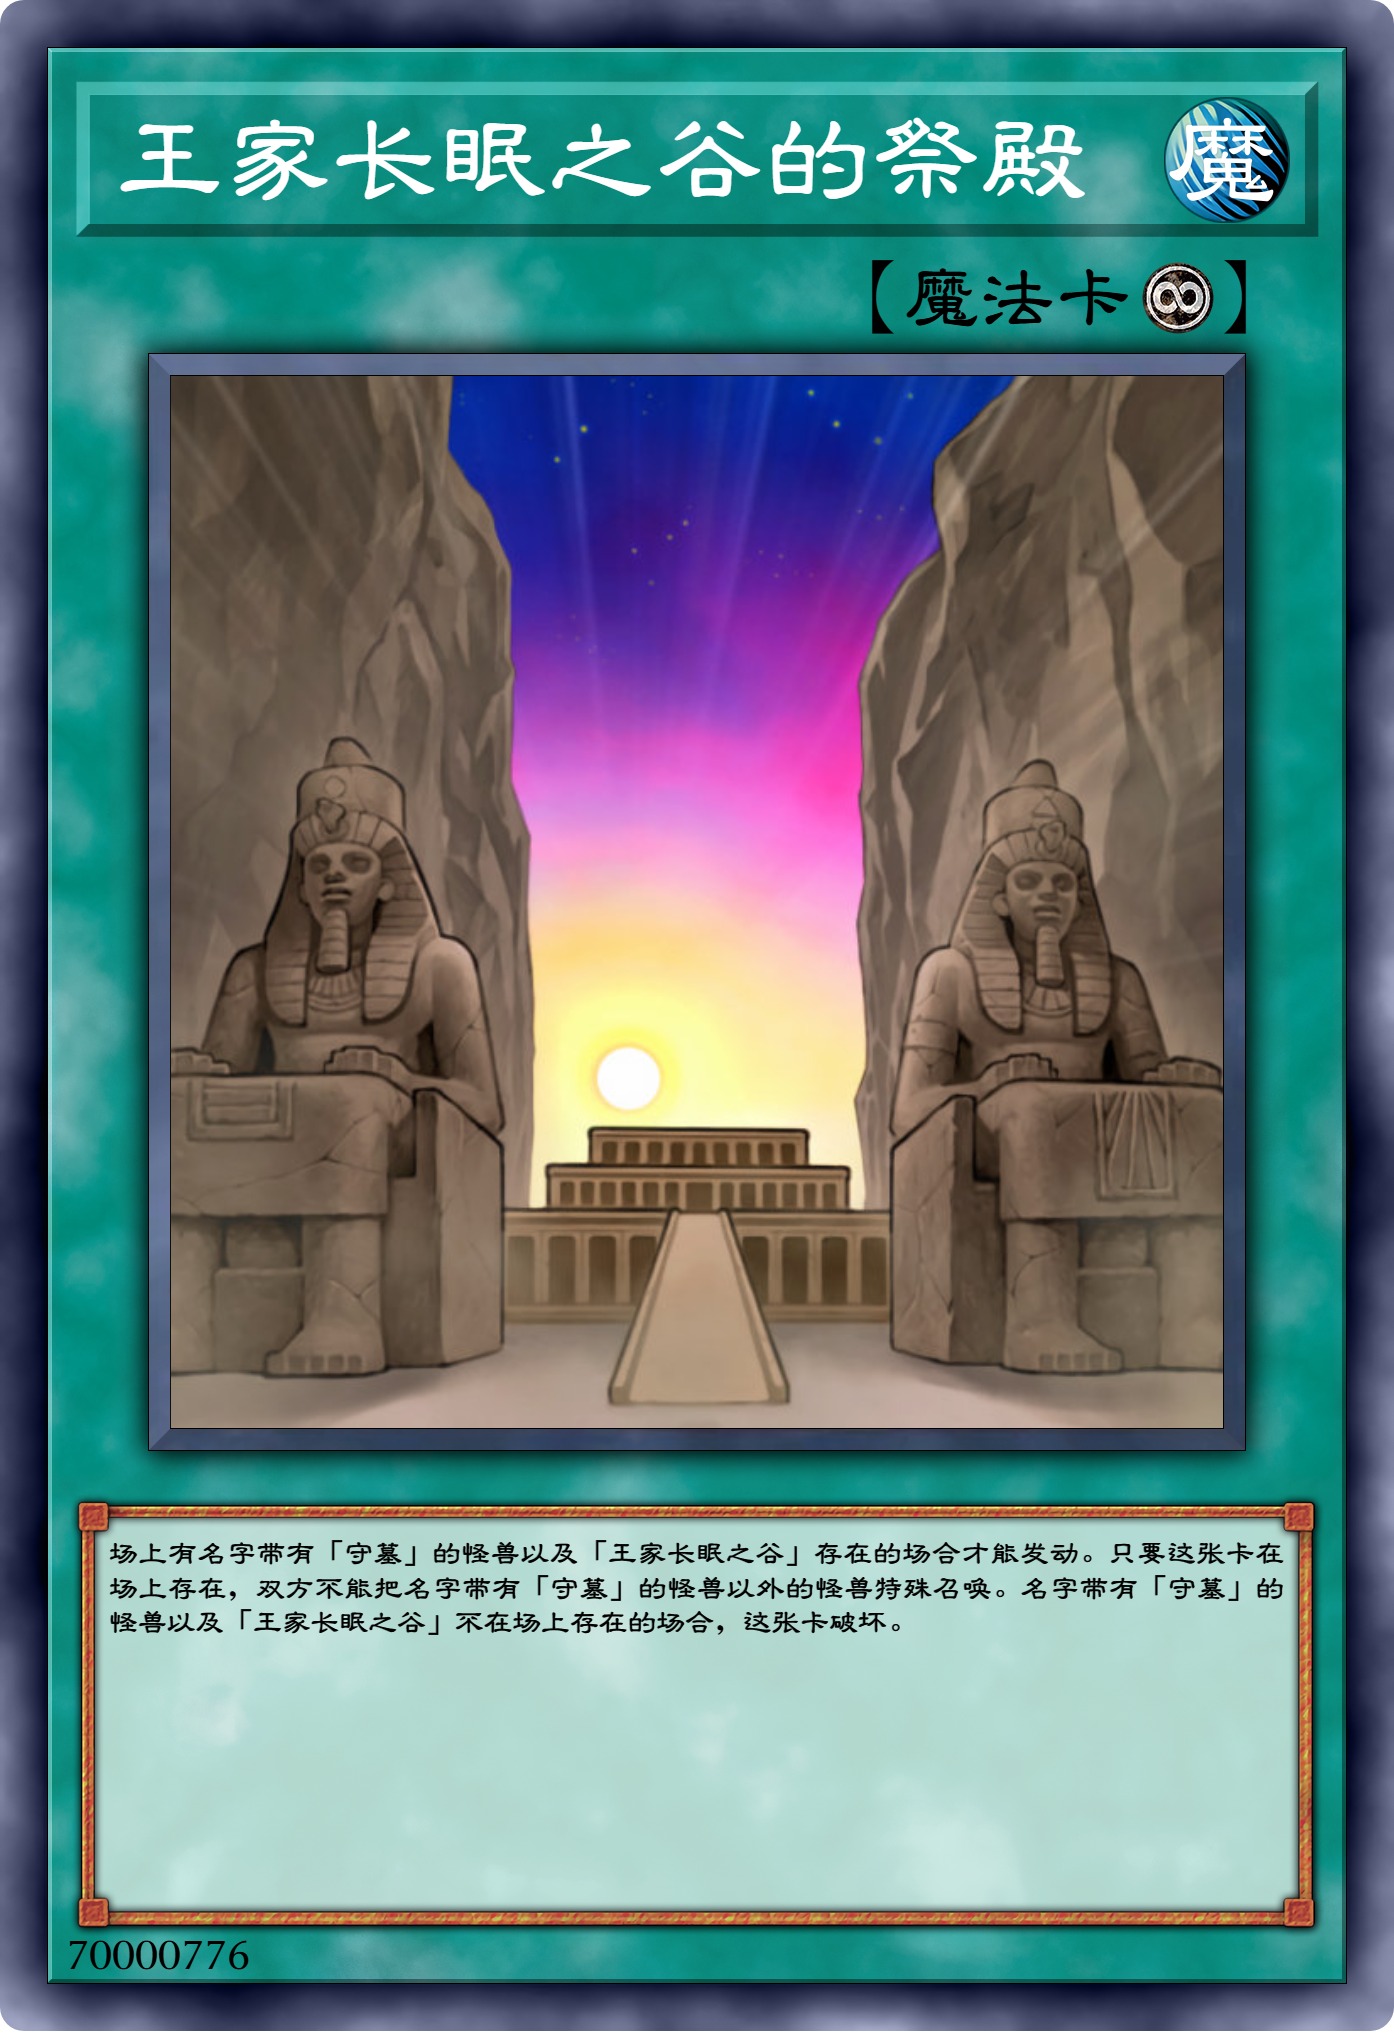 王家长眠之谷的祭殿 魔
【魔法卡】
场上有名字带有「守墓」的怪兽以及「王家长眠之谷」存在的场合才能发动。只要这张卡在
场上存在，双方不能把名字带有「守墓」的怪兽以外的怪兽特殊召唤。名字带有「守墓」的
怪兽以及「王家长眠之谷」不在场上存在的场合，这张卡破坏。
70000776